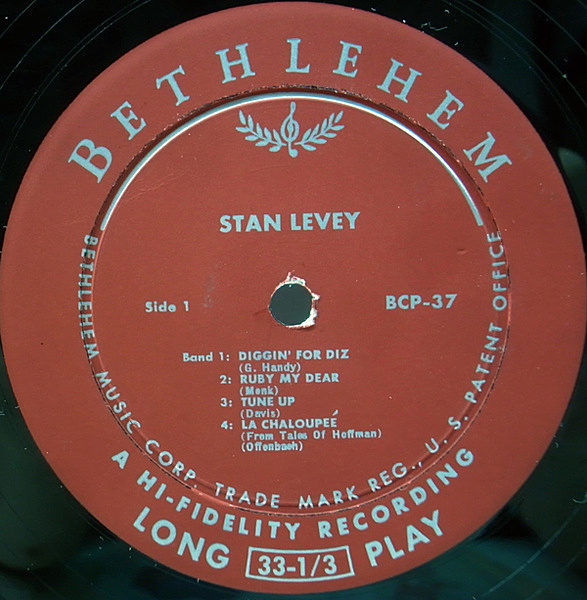 BETHLEHEM
STAN LEVEY
Side 1
BCP-37
Band 1: DIGGIN' FOR DIZ
(G. Handy)
2: RUBY MY DEAR
(Monk)
3: TUNE UP
(Davis)
4: LA CHALOUPEÉ
(From Tales Of Hoffman)
(Offenbach)
BETHLEHEM MUSIC CORP. TRADE MARK REG., U. S. PATENT OFFICE
A HI-FIDELITY RECORDING
LONG 33-1/3 PLAY